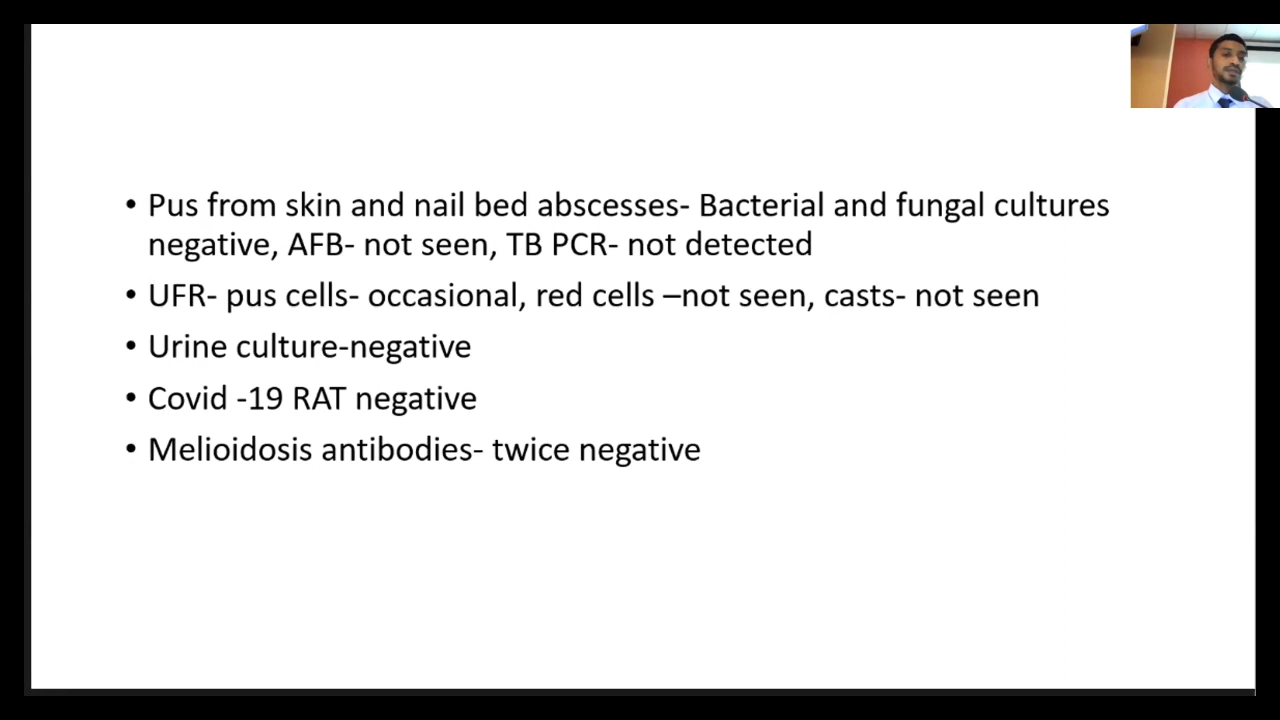 • Pus from skin and nail bed abscesses- Bacterial and fungal cultures
negative, AFB- not seen, TB PCR- not detected
• UFR- pus cells- occasional, red cells –not seen, casts- not seen
• Urine culture-negative
• Covid -19 RAT negative
• Melioidosis antibodies- twice negative